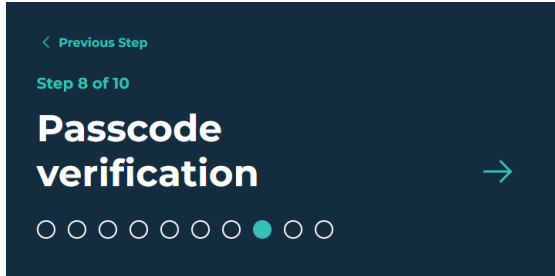 Previous Step
Step 8 of 10
Passcode
verification